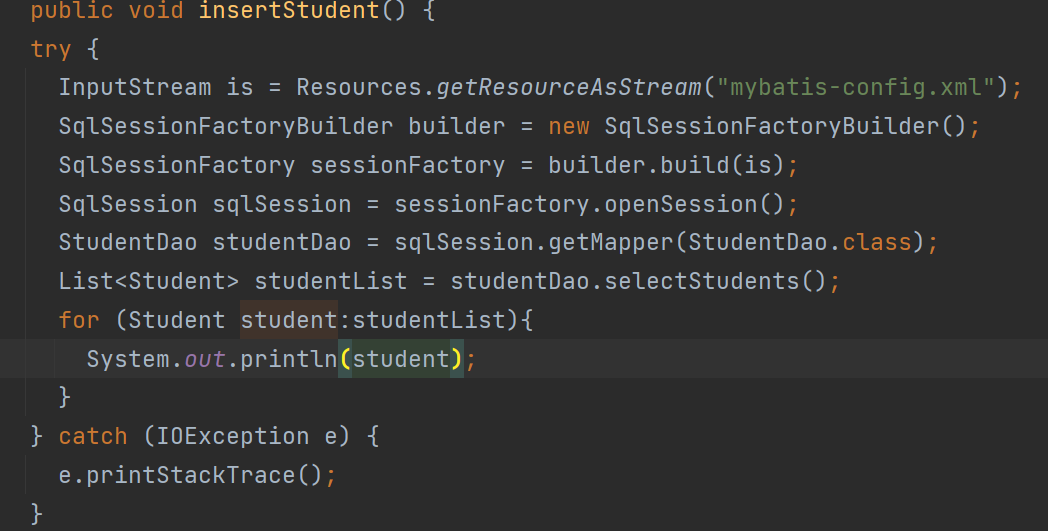 public void insertStudent() {
try {
InputStream is = Resources.getResourceAsStream("mybatis-config.xml");
SqlSessionFactoryBuilder builder = new SqlSessionFactoryBuilder();
SqlSessionFactory sessionFactory = builder.build(is);
SqlSession sqlSession = sessionFactory.openSession();
StudentDao studentDao = sqlSession.getMapper(StudentDao.class);
List<Student> studentList = studentDao.selectStudents();
for (Student student:studentList){
System.out.println(student);
}
} catch (IOException e) {
e.printStackTrace();
}